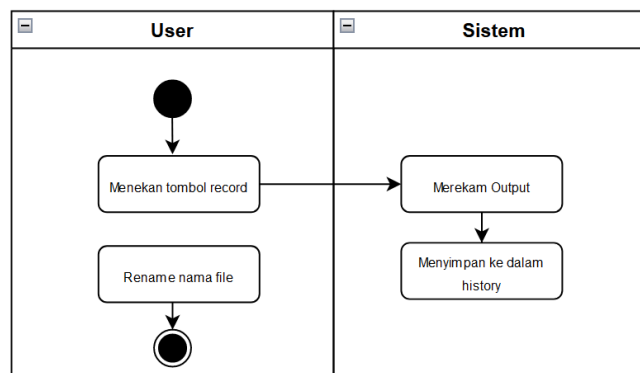 User
Sistem
Menekan tombol record
Merekam Output
Rename nama file
Menyimpan ke dalam
history